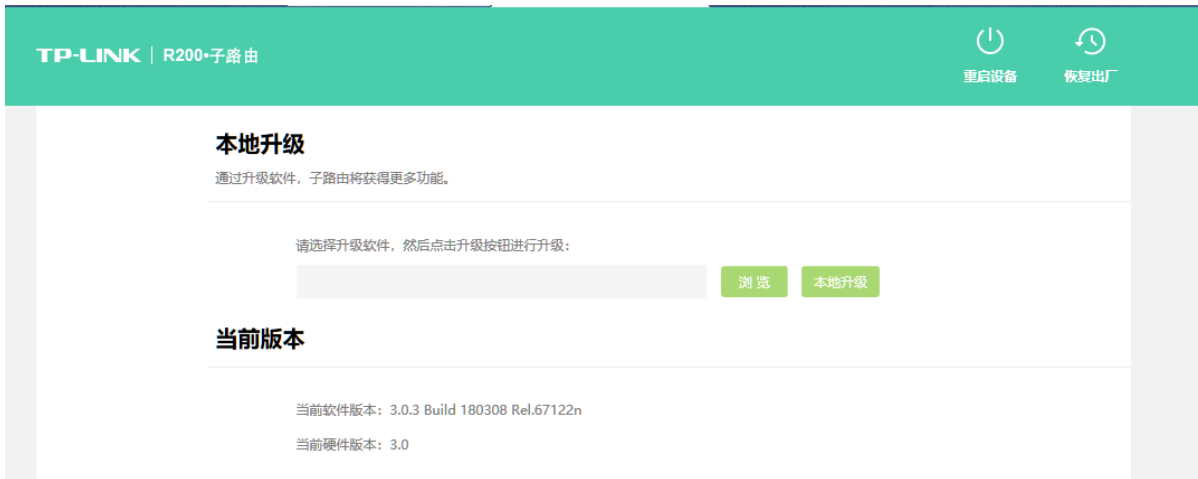 TP-LINK | R200•子路由
重启设备
恢复出厂
本地升级
通过升级软件，子路由将获得更多功能。
请选择升级软件，然后点击升级按钮进行升级：
浏 览
本地升级
当前版本
当前软件版本：3.0.3 Build 180308 Rel.67122n
当前硬件版本：3.0